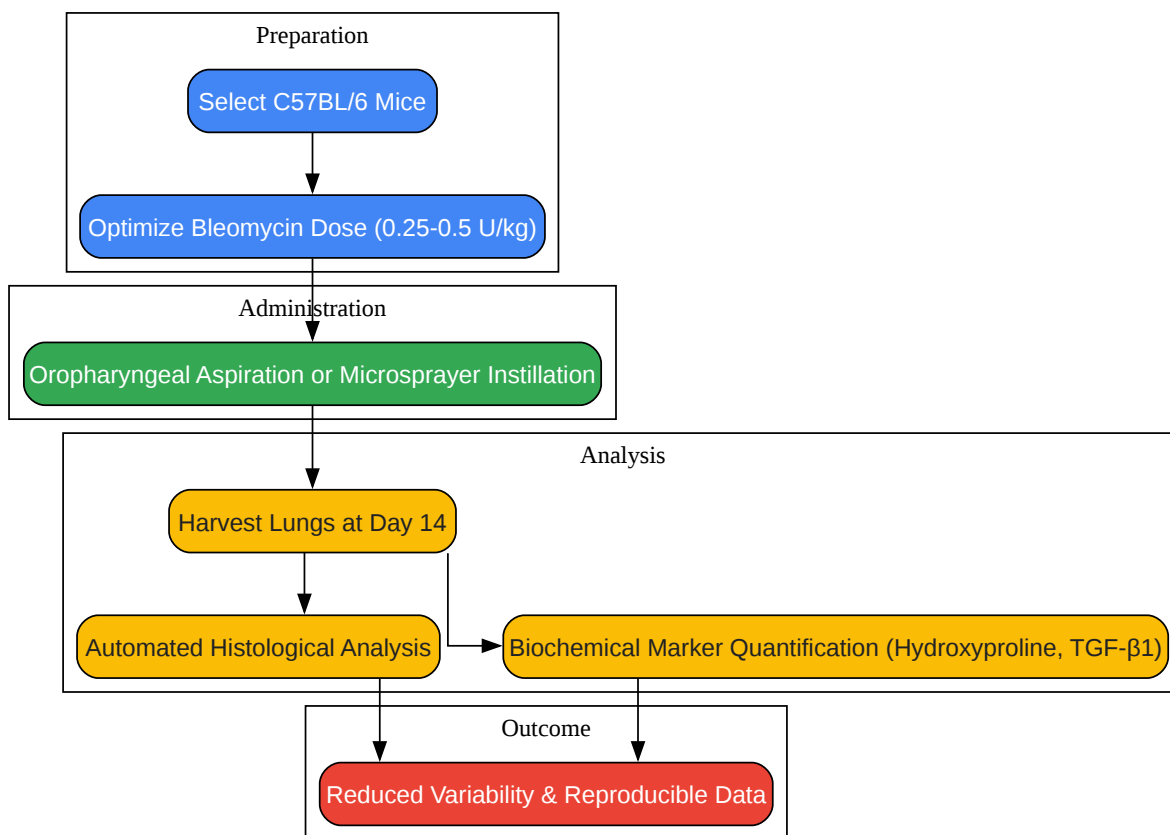 Preparation
Select C57BL/6 Mice
Optimize Bleomycin Dose (0.25-0.5 U/kg)
Administration
Oropharyngeal Aspiration or Microsprayer Instillation
Analysis
Harvest Lungs at Day 14
Automated Histological Analysis
Biochemical Marker Quantification (Hydroxyproline, TGF-β1)
Outcome
Reduced Variability & Reproducible Data